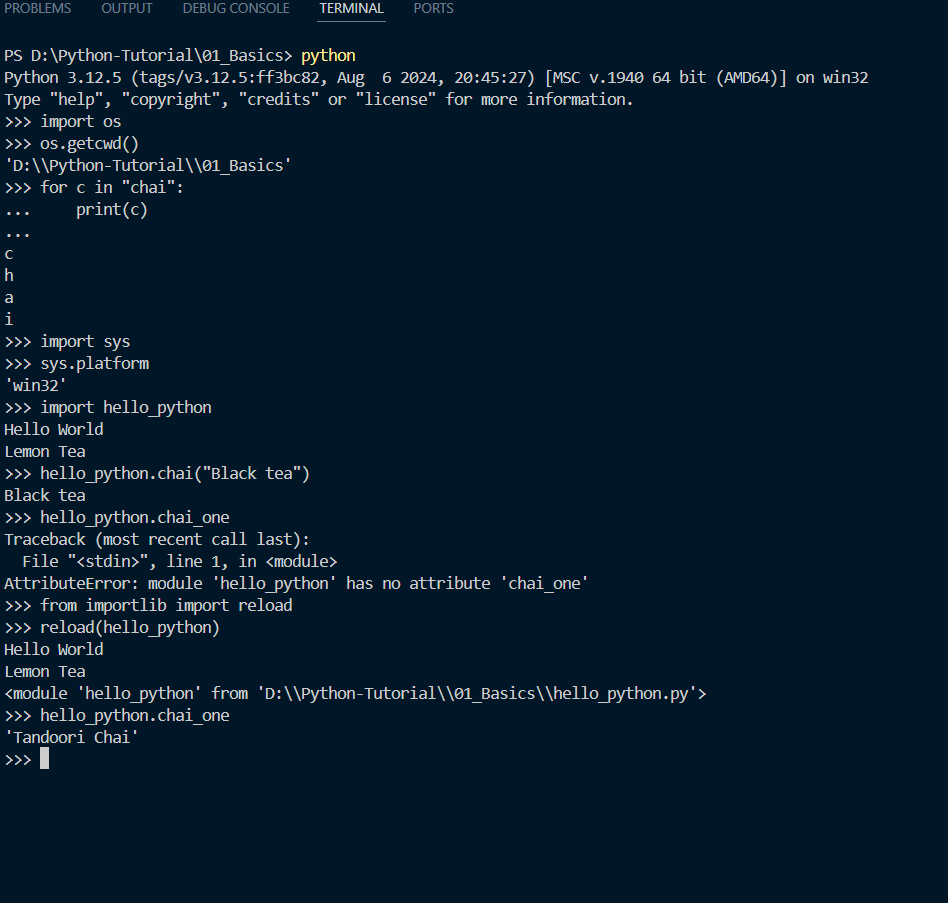 PROBLEMS OUTPUT DEBUG CONSOLE TERMINAL PORTS
PS D:\Python-Tutorial\01_Basics> python
Python 3.12.5 (tags/v3.12.5:ff3bc82, Aug  6 2024, 20:45:27) [MSC v.1940 64 bit (AMD64)] on win32
Type "help", "copyright", "credits" or "license" for more information.
>>> import os
>>> os.getcwd()
'D:\\Python-Tutorial\\01_Basics'
>>> for c in "chai":
...     print(c)
...
c
h
a
i
>>> import sys
>>> sys.platform
'win32'
>>> import hello_python
Hello World
Lemon Tea
>>> hello_python.chai("Black tea")
Black tea
>>> hello_python.chai_one
Traceback (most recent call last):
  File "<stdin>", line 1, in <module>
AttributeError: module 'hello_python' has no attribute 'chai_one'
>>> from importlib import reload
>>> reload(hello_python)
Hello World
Lemon Tea
<module 'hello_python' from 'D:\\Python-Tutorial\\01_Basics\\hello_python.py'>
>>> hello_python.chai_one
'Tandoori Chai'
>>>